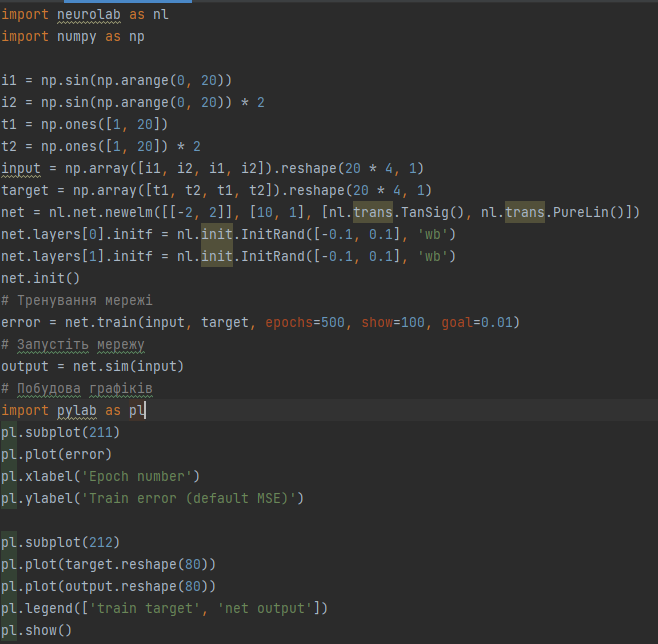 import neurolab as nl
import numpy as np
i1 = np.sin(np.arange(0, 20))
i2 = np.sin(np.arange(0, 20)) * 2
t1 = np.ones([1, 20])
t2 = np.ones([1, 20]) * 2
input = np.array([i1, i2, i1, i2]).reshape(20 * 4, 1)
target = np.array([t1, t2, t1, t2]).reshape(20 * 4, 1)
net = nl.net.newelm([[-2, 2]], [10, 1], [nl.trans.TanSig(), nl.trans.PureLin()])
net.layers[0].initf = nl.init.InitRand([-0.1, 0.1], 'wb')
net.layers[1].initf = nl.init.InitRand([-0.1, 0.1], 'wb')
net.init()
# Тренування мережі
error = net.train(input, target, epochs=500, show=100, goal=0.01)
# Запустіть мережу
output = net.sim(input)
# Побудова графіків
import pylab as pl
pl.subplot(211)
pl.plot(error)
pl.xlabel('Epoch number')
pl.ylabel('Train error (default MSE)')
pl.subplot(212)
pl.plot(target.reshape(80))
pl.plot(output.reshape(80))
pl.legend(['train target', 'net output'])
pl.show()